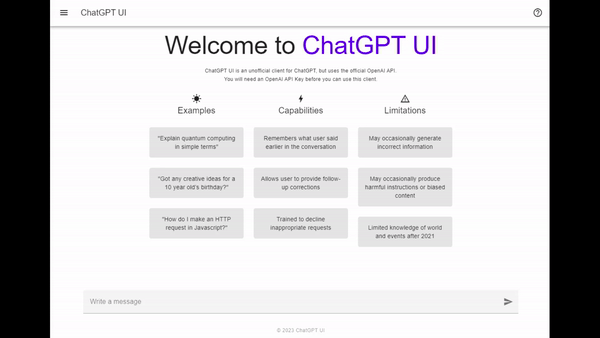 ChatGPT UI
Welcome to ChatGPT UI
ChatGPT UI is an unofficial client for ChatGPT, but uses the official OpenAI API.
You will need an OpenAI API Key before you can use this client.
Examples
"Explain quantum computing
in simple terms"
"Got any creative ideas for a
10 year old's birthday?"
"How do I make an HTTP
request in Javascript?"
Capabilities
Remembers what user said
earlier in the conversation
Allows user to provide follow-
up corrections
Trained to decline
inappropriate requests
Limitations
May occasionally generate
incorrect information
May occasionally produce
harmful instructions or biased
content
Limited knowledge of world
and events after 2021
Write a message
© 2023 ChatGPT UI